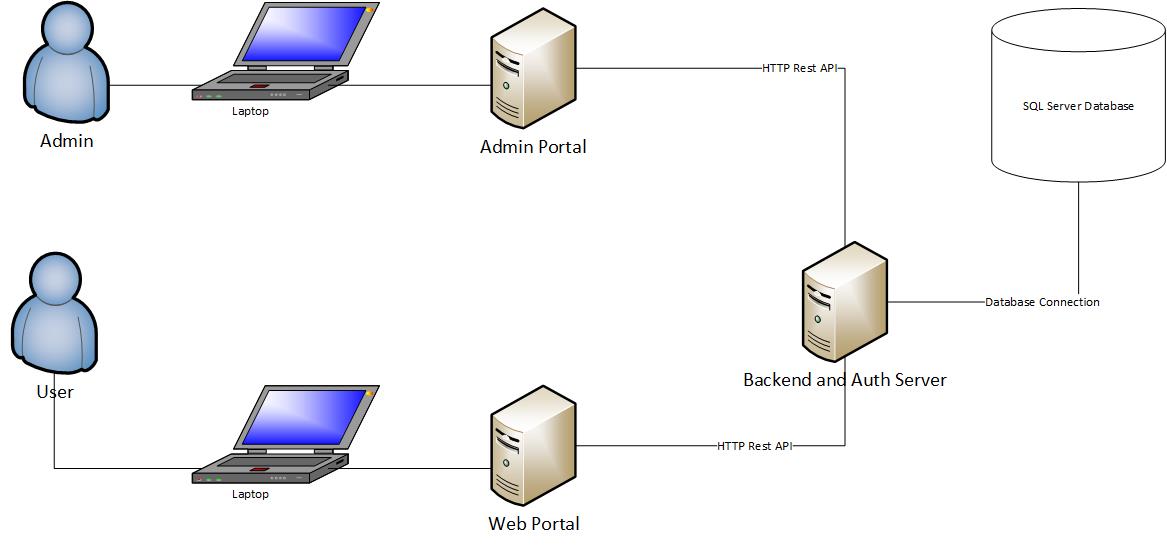 HTTP Rest API
SQL Server Database
Laptop
Admin
Admin Portal
Database Connection
Backend and Auth Server
User
HTTP Rest API
Laptop
Web Portal